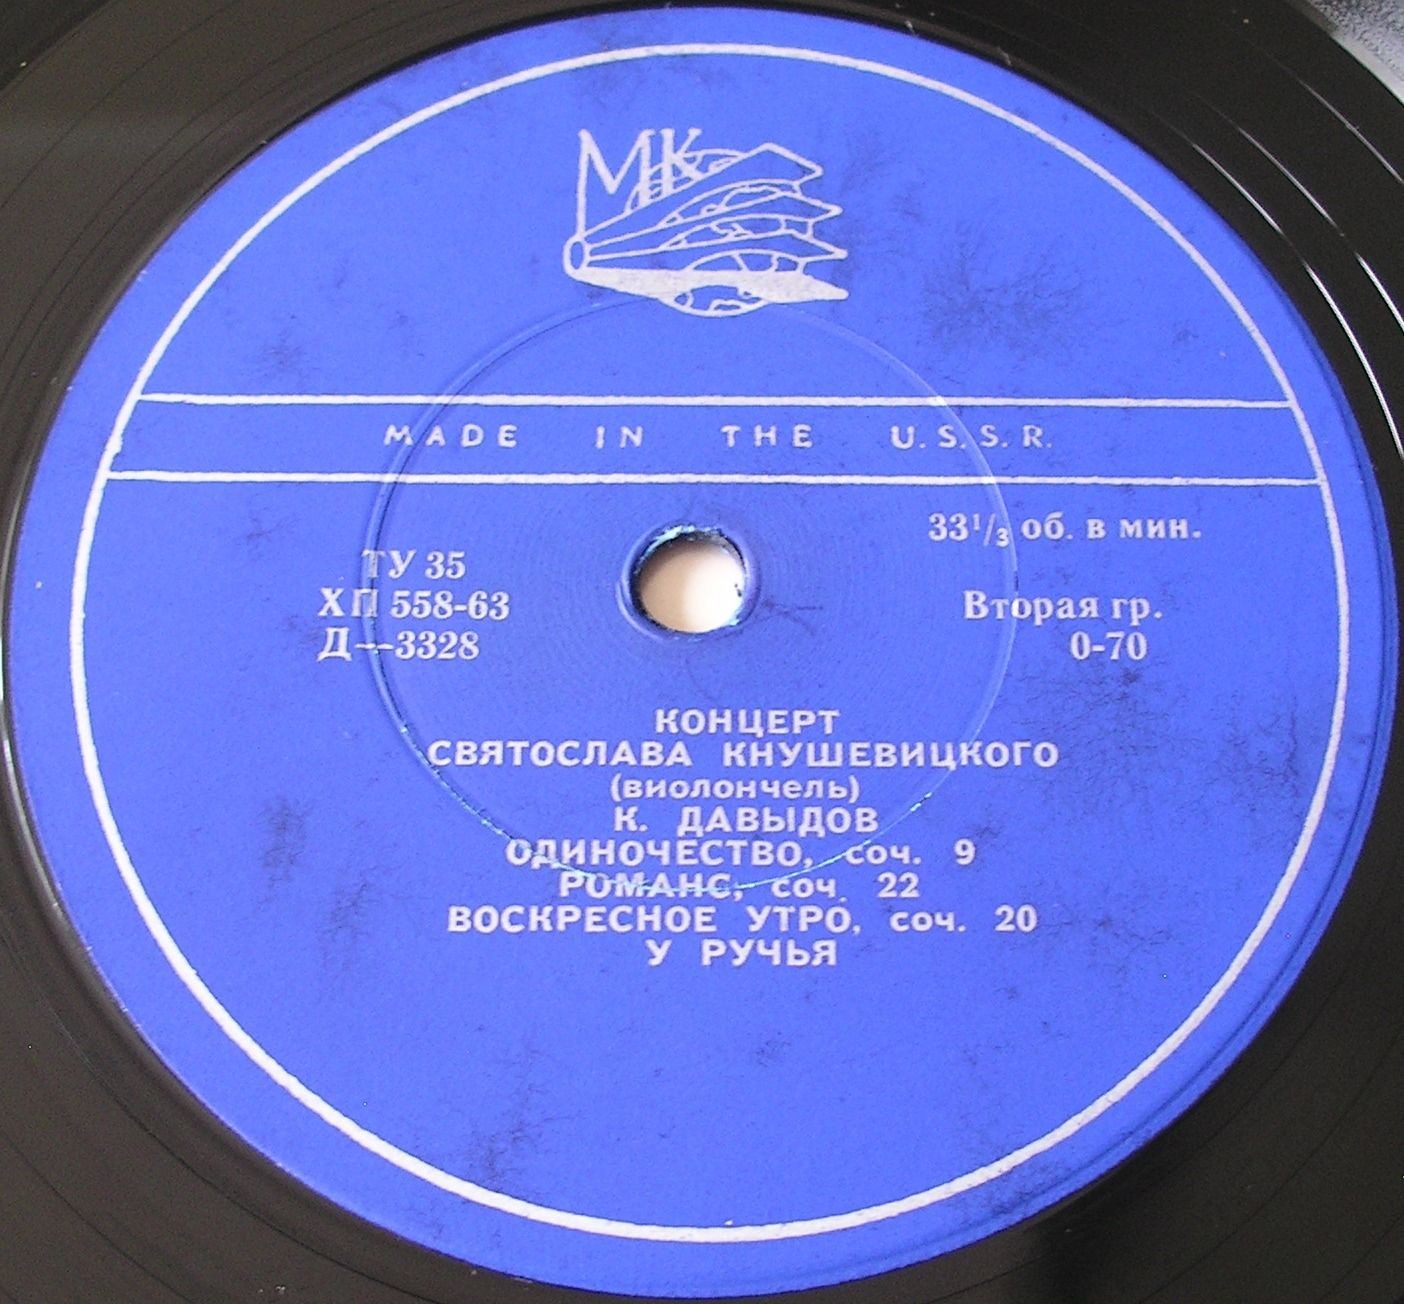 МК
MADE IN THE U.S.S.R.
33¹/₃ об. в мин.
ТУ 35
ХП 558-63
Д—3328
Вторая гр.
0-70
КОНЦЕРТ
СВЯТОСЛАВА КНУШЕВИЦКОГО
(виолончель)
К. ДАВЫДОВ
ОДИНОЧЕСТВО, соч. 9
РОМАНС, соч. 22
ВОСКРЕСНОЕ УТРО, соч. 20
У РУЧЬЯ